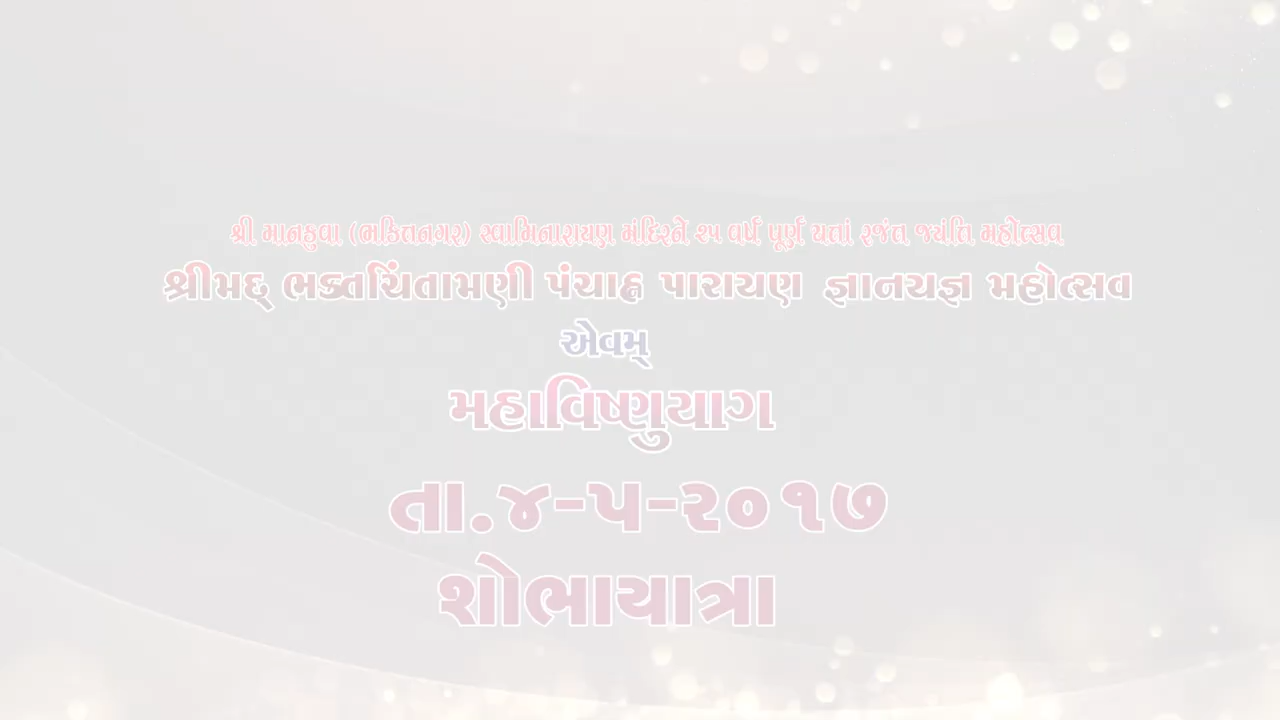 શ્રી માનકુવા (ભક્તિનગર) સ્વામિનારાયણ મંદિરને ૨૫ વર્ષ પૂર્ણ થતાં રજંત જયંતિ મહોત્સવ
શ્રીમદ્ ભક્તચિંતામણી પંચાહ્ન પારાયણ જ્ઞાનયજ્ઞ મહોત્સવ
એવમ્
મહાવિષ્ણુયાગ
તા.૪-૫-૨૦૧૭
શોભાયાત્રા